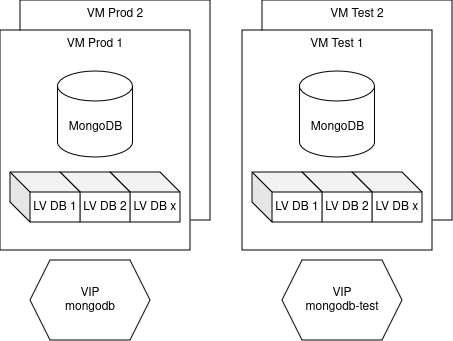 VM Prod 2
VM Prod 1
MongoDB
LV DB 1
LV DB 2
LV DB x
VIP
mongodb
VM Test 2
VM Test 1
MongoDB
LV DB 1
LV DB 2
LV DB x
VIP
mongodb-test